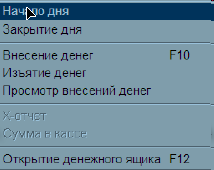 Начало дня
Закрытие дня
Внесение денег F10
Изъятие денег
Просмотр внесений денег
X-отчет
Сумма в кассе
Открытие денежного ящика F12